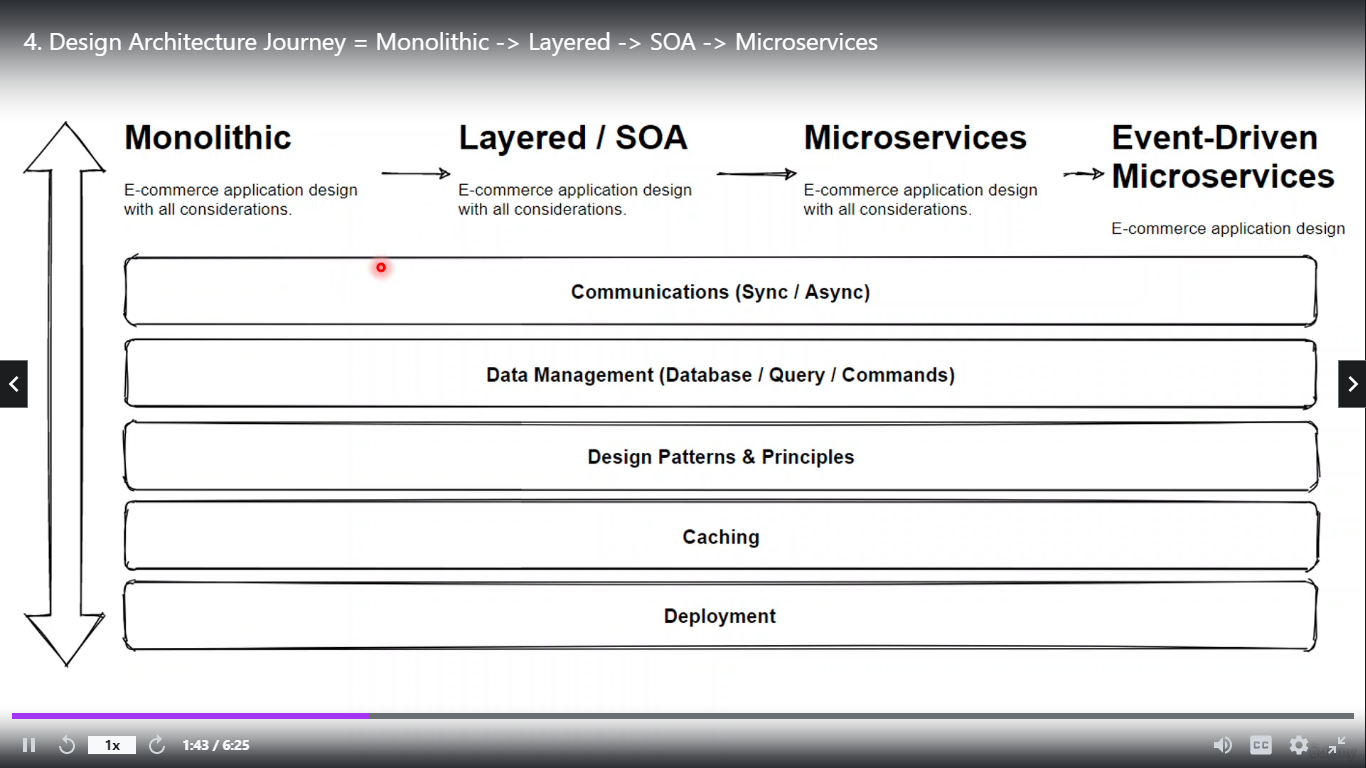 4. Design Architecture Journey = Monolithic -> Layered -> SOA -> Microservices
Monolithic
E-commerce application design
with all considerations.
Layered / SOA
E-commerce application design
with all considerations.
Microservices
E-commerce application design
with all considerations.
Event-Driven
Microservices
E-commerce application design
Communications (Sync / Async)
Data Management (Database / Query / Commands)
Design Patterns & Principles
Caching
Deployment
1x
1:43 / 6:25
CC